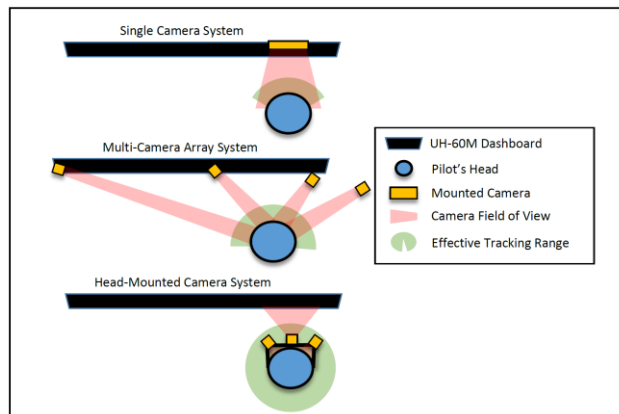 Single Camera System
Multi-Camera Array System
Head-Mounted Camera System
UH-60M Dashboard
Pilot's Head
Mounted Camera
Camera Field of View
Effective Tracking Range